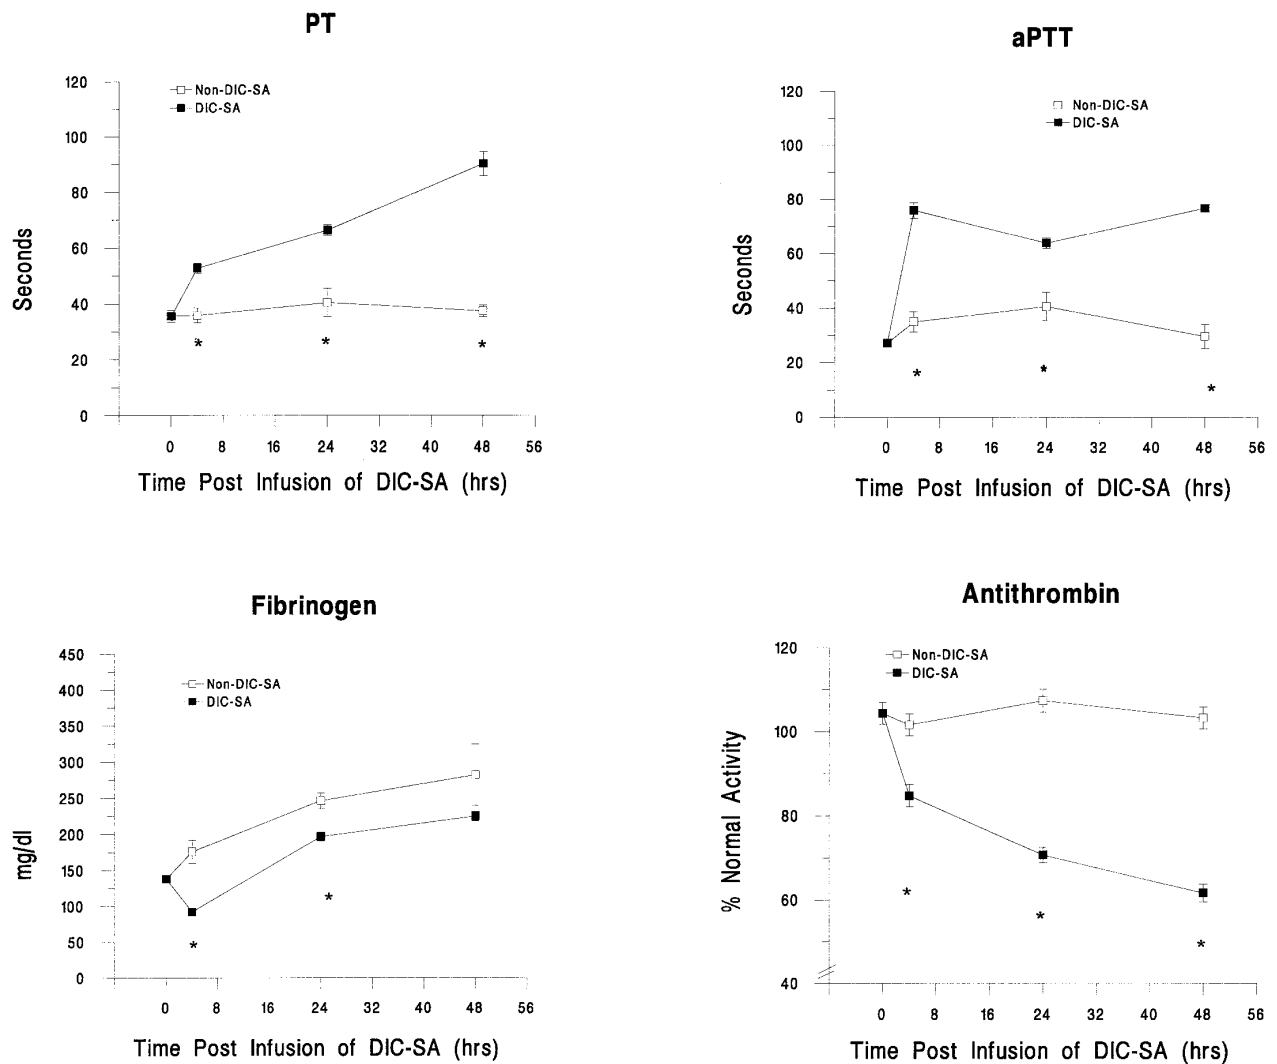 PT
120
100
80
60
40
20
0
Seconds
Non-DIC-SA
DIC-SA
*
*
*
0 8 16 24 32 40 48 56
Time Post Infusion of DIC-SA (hrs)
aPTT
120
100
80
60
40
20
0
Seconds
Non-DIC-SA
DIC-SA
*
*
*
0 8 16 24 32 40 48 56
Time Post Infusion of DIC-SA (hrs)
Fibrinogen
450
400
350
300
250
200
150
100
50
0
mg/dl
Non-DIC-SA
DIC-SA
*
*
0 8 16 24 32 40 48 56
Time Post Infusion of DIC-SA (hrs)
Antithrombin
120
100
80
60
40
% Normal Activity
Non-DIC-SA
DIC-SA
*
*
*
0 8 16 24 32 40 48 56
Time Post Infusion of DIC-SA (hrs)